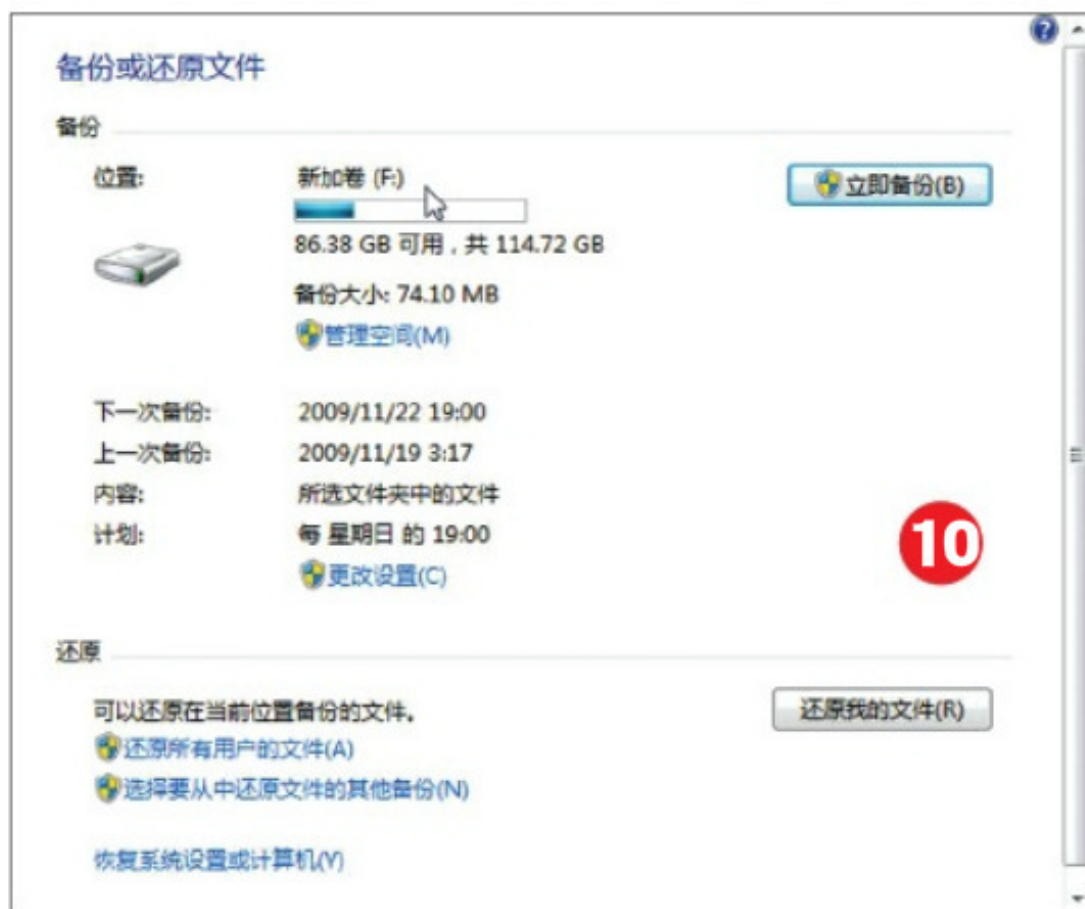 备份或还原文件
备份
位置: 新加卷 (F:) 立即备份(B)
86.38 GB 可用，共 114.72 GB
备份大小: 74.10 MB
管理空间(M)
下一次备份: 2009/11/22 19:00
上一次备份: 2009/11/19 3:17
内容: 所选文件夹中的文件
计划: 每 星期日 的 19:00
10
更改设置(C)
还原
可以还原在当前位置备份的文件。 还原我的文件(R)
还原所有用户的文件(A)
选择要从中还原文件的其他备份(N)
恢复系统设置或计算机(Y)